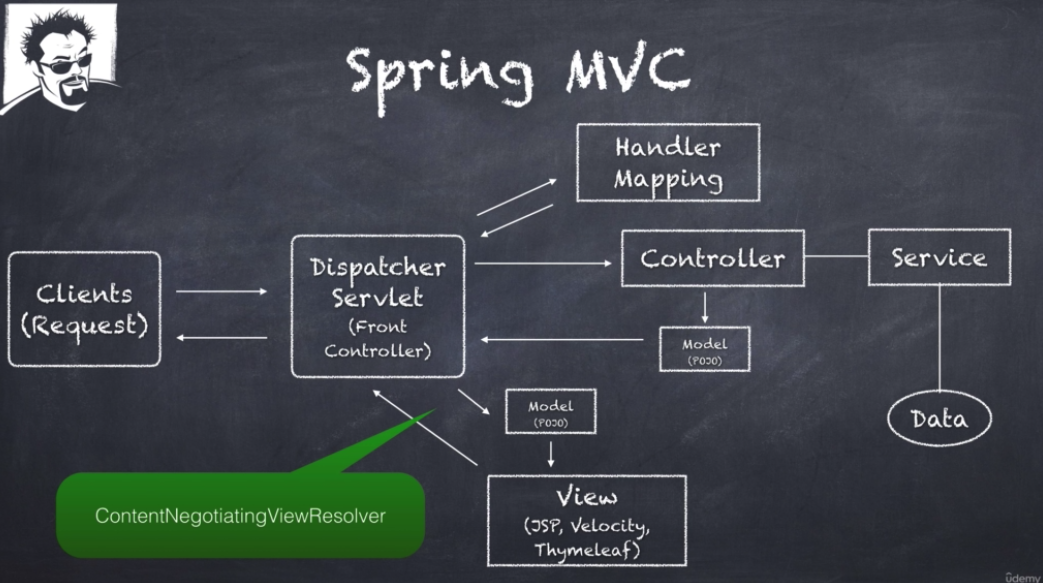 Spring MVC
Handler
Mapping
Clients
(Request)
Dispatcher
Servlet
(Front
Controller)
Controller
Service
Model
(POJO)
Model
(POJO)
Data
ContentNegotiatingViewResolver
View
(JSP, Velocity,
Thymeleaf)
udemy